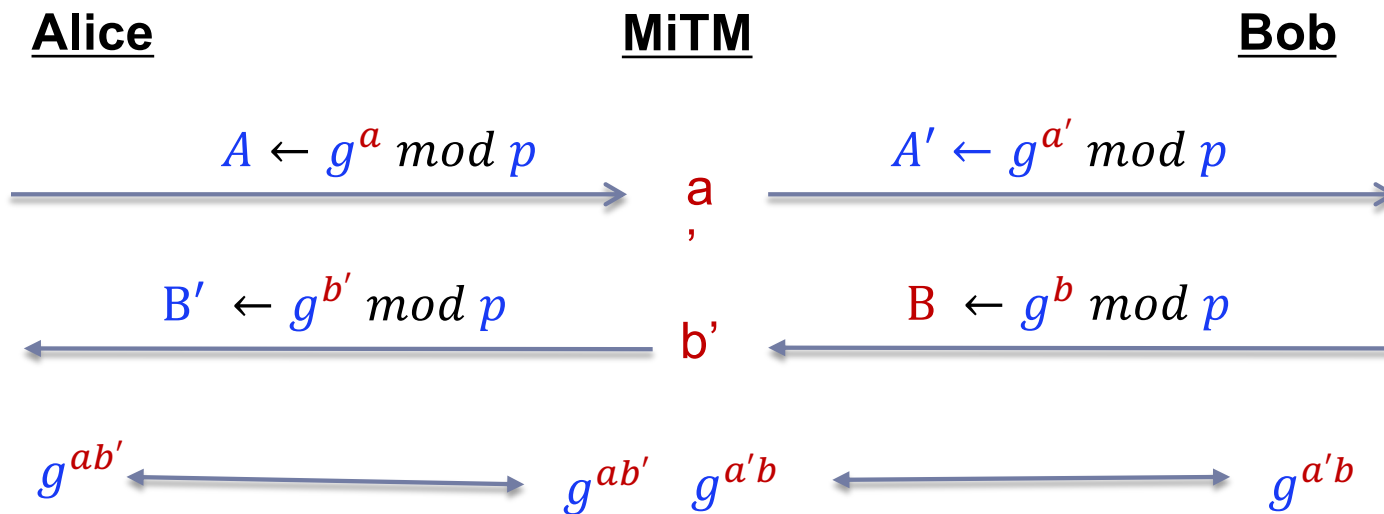 Alice MiTM Bob
A ← g^a mod p A′ ← g^{a′} mod p
a
’
B′ ← g^{b′} mod p B ← g^b mod p
b’
g^{ab′} g^{ab′} g^{a′b} g^{a′b}